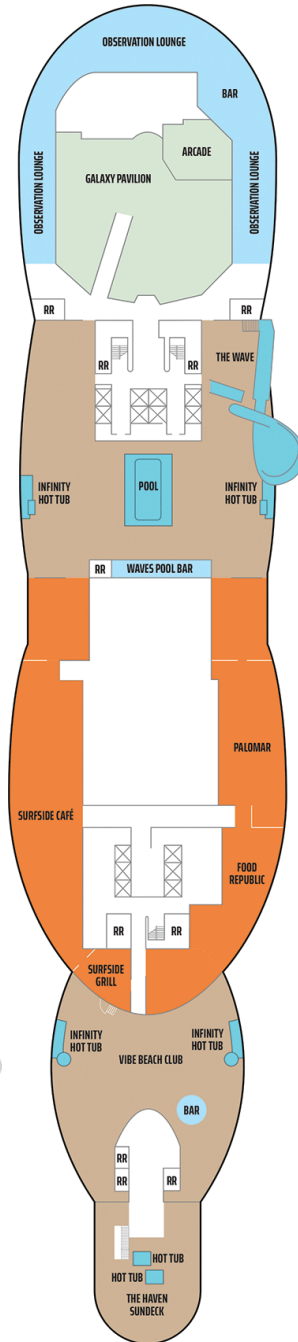 OBSERVATION LOUNGE
BAR
ARCADE
GALAXY PAVILION
OBSERVATION LOUNGE
OBSERVATION LOUNGE
RR
RR
THE WAVE
RR
RR
INFINITY
HOT TUB
POOL
INFINITY
HOT TUB
RR
WAVES POOL BAR
PALOMAR
SURFSIDE CAFÉ
FOOD
REPUBLIC
RR
RR
SURFSIDE
GRILL
INFINITY
HOT TUB
INFINITY
HOT TUB
VIBE BEACH CLUB
BAR
RR
RR
RR
HOT TUB
HOT TUB
THE HAVEN
SUNDECK